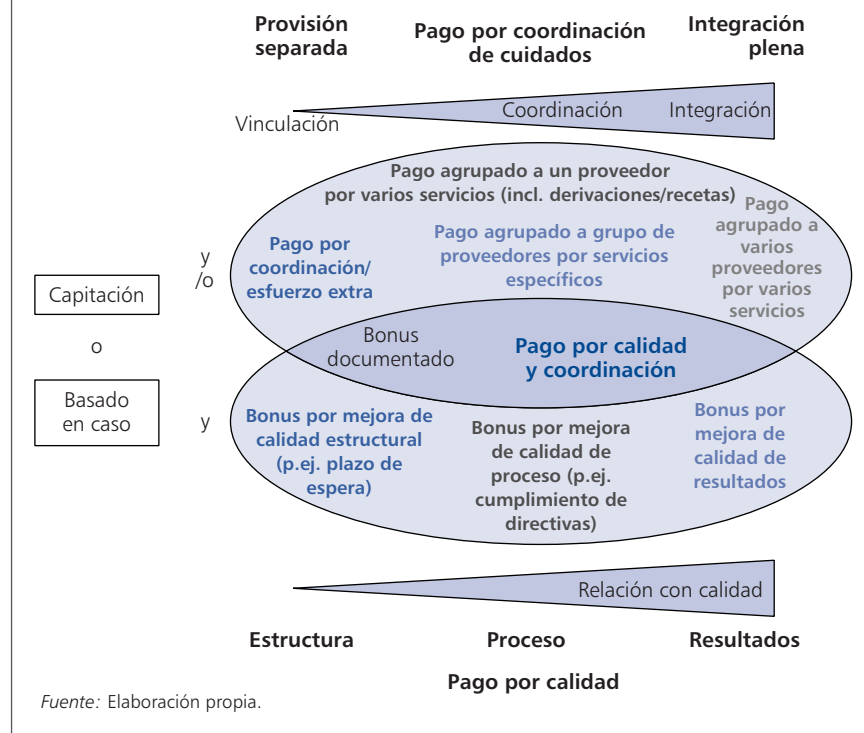 Provisión
separada
Pago por coordinación
de cuidados
Integración
plena
Vinculación
Coordinación
Integración
Pago agrupado a un proveedor
por varios servicios (incl. derivaciones/recetas)
Pago por
coordinación/
esfuerzo extra
Pago agrupado a grupo de
proveedores por servicios
específicos
Pago
agrupado a
varios
proveedores
por varios
servicios
y
/o
Capitación
o
Basado
en caso
y
Bonus
documentado
Pago por calidad
y coordinación
Bonus por mejora de
calidad estructural
(p.ej. plazo de
espera)
Bonus por mejora
de calidad de
proceso (p.ej.
cumplimiento de
directivas)
Bonus por
mejora de
calidad de
resultados
Relación con calidad
Estructura
Proceso
Resultados
Pago por calidad
Fuente: Elaboración propia.